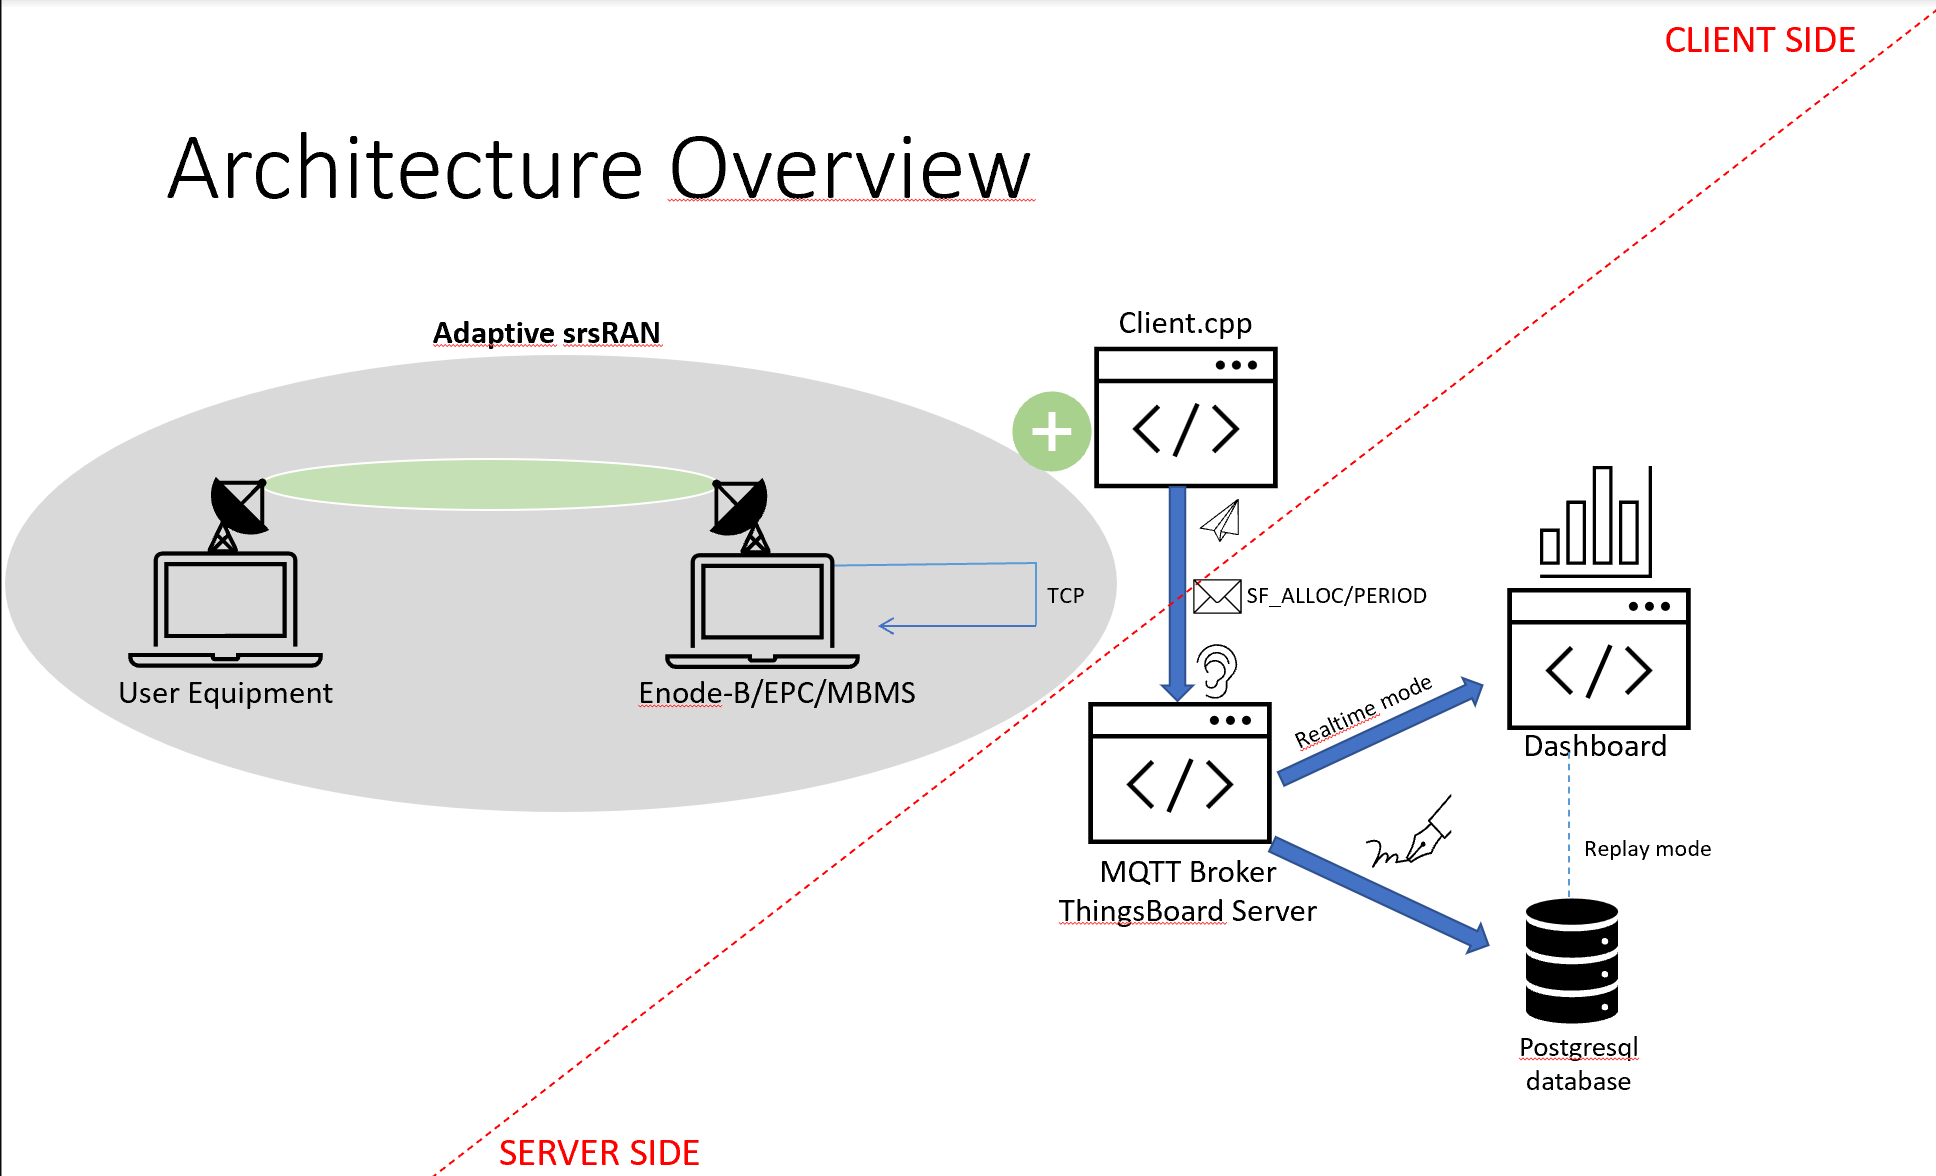 CLIENT SIDE
Architecture Overview
Adaptive srsRAN
Client.cpp
TCP
SF_ALLOC/PERIOD
User Equipment
Enode-B/EPC/MBMS
Realtime mode
Dashboard
Replay mode
MQTT Broker
ThingsBoard Server
Postgresql
database
SERVER SIDE